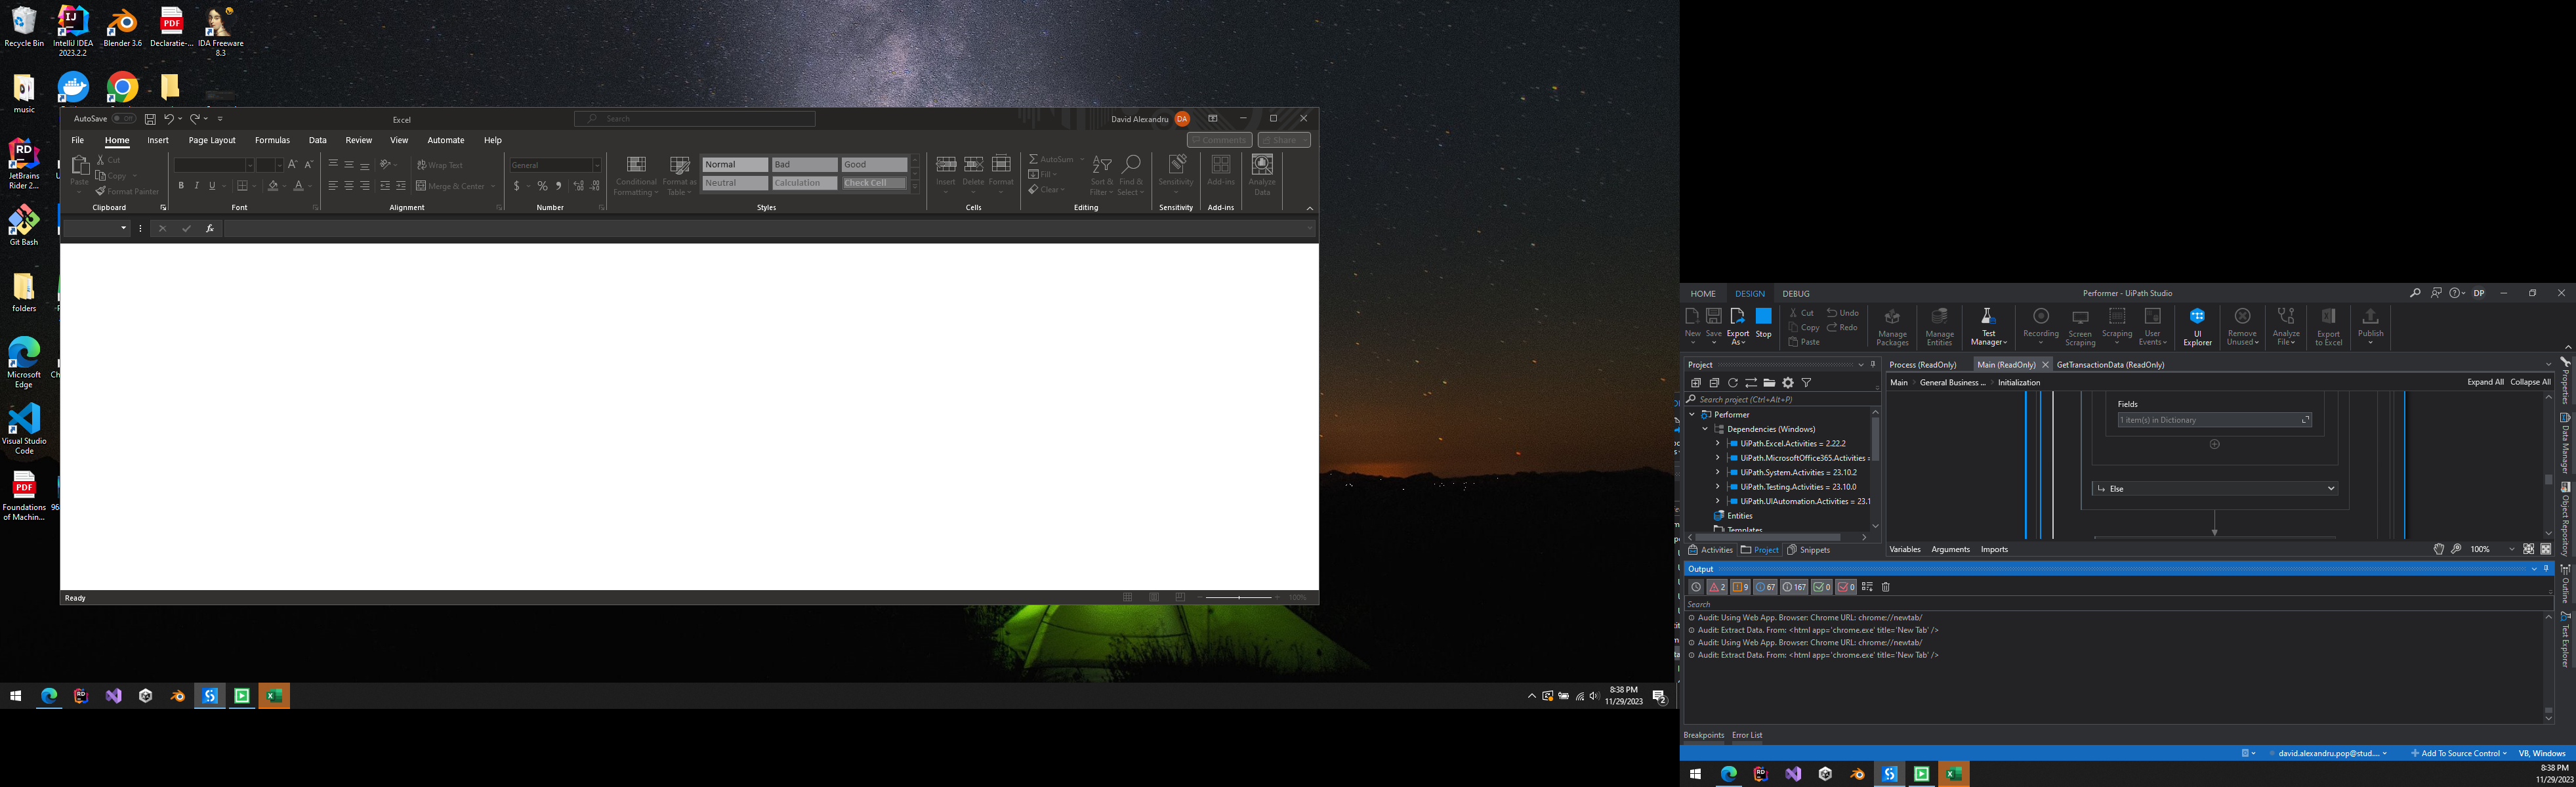 Recycle Bin
IntelliJ IDEA
2023.2.2
Blender 3.6
Declaratie-...
IDA Freeware
8.3
music
JetBrains
Rider 2...
Git Bash
folders
Microsoft
Edge
Visual Studio
Code
Foundations
of Machin...
96
AutoSave Off
Excel
Search
David Alexandru DA
File Home Insert Page Layout Formulas Data Review View Automate Help
Comments Share
Paste
Cut
Copy
Format Painter
Clipboard
B I U
Font
Wrap Text
Merge & Center
Alignment
General
$ %
Number
Conditional
Formatting
Format as
Table
Normal Bad Good
Neutral Calculation Check Cell
Styles
Insert Delete Format
Cells
AutoSum
Fill
Clear
Sort &
Filter
Find &
Select
Editing
Sensitivity
Sensitivity
Add-ins
Add-ins
Analyze
Data
fx
Ready
100%
8:38 PM
11/29/2023
2
HOME DESIGN DEBUG
Performer - UiPath Studio
DP
New Save Export
As
Stop
Cut
Copy
Paste
Undo
Redo
Manage
Packages
Manage
Entities
Test
Manager
Recording
Screen
Scraping
Scraping
User
Events
UI
Explorer
Remove
Unused
Analyze
File
Export
to Excel
Publish
Project
Search project (Ctrl+Alt+P)
Performer
Dependencies (Windows)
UiPath.Excel.Activities = 2.22.2
UiPath.MicrosoftOffice365.Activities =
UiPath.System.Activities = 23.10.2
UiPath.Testing.Activities = 23.10.0
UiPath.UIAutomation.Activities = 23.1
Entities
Templates
Activities Project Snippets
Process (ReadOnly) Main (ReadOnly) GetTransactionData (ReadOnly)
Main General Business ... Initialization
Expand All Collapse All
Fields
1 item(s) in Dictionary
Else
Variables Arguments Imports
100%
Properties
Data Manager
Object Repository
Outline
Test Explorer
Output
2 9 67 167 0 0
Search
Audit: Using Web App. Browser: Chrome URL: chrome://newtab/
Audit: Extract Data. From: <html app='chrome.exe' title='New Tab' />
Audit: Using Web App. Browser: Chrome URL: chrome://newtab/
Audit: Extract Data. From: <html app='chrome.exe' title='New Tab' />
Breakpoints Error List
david.alexandru.pop@stud.... Add To Source Control VB, Windows
8:38 PM
11/29/2023